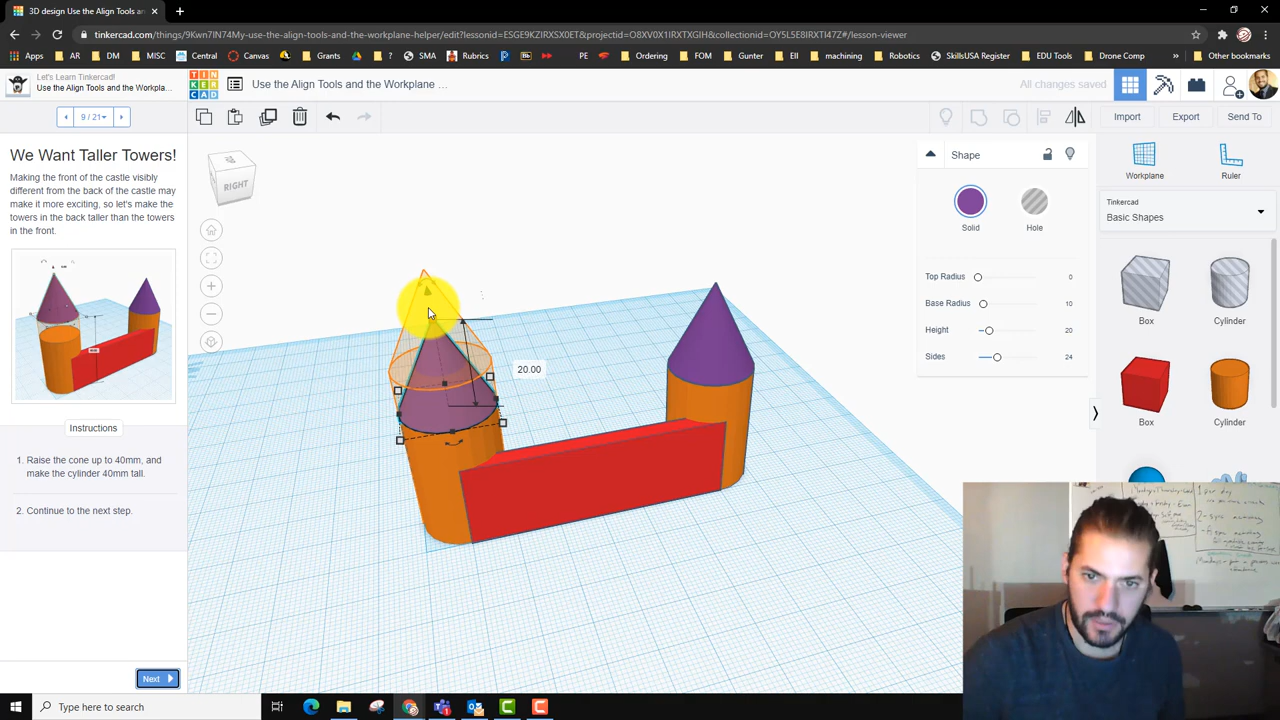 3D design Use the Align Tools an
tinkercad.com/things/9Kwn7IN74My-use-the-align-tools-and-the-workplane-helper/edit?lessonid=ESGE9KZIRXSX0ET&projectid=O8XV0X1IRXTXGIH&collectionid=OY5L5E8IRXTI47Z#/lesson-viewer
Apps AR DM MISC Central Canvas Grants ? SMA Rubrics PE Ordering FOM Gunter Ell machining Robotics SkillsUSA Register EDU Tools Drone Comp Other bookmarks
Let's Learn Tinkercad!
Use the Align Tools and the Workpla...
TIN
KER
CAD
Use the Align Tools and the Workplane ...
All changes saved
9 / 21
Import Export Send To
We Want Taller Towers!
Making the front of the castle visibly
different from the back of the castle may
make it more exciting, so let's make the
towers in the back taller than the towers
in the front.
Instructions
1. Raise the cone up to 40mm, and
make the cylinder 40mm tall.
2. Continue to the next step.
Next
RIGHT
20.00
Shape
Solid Hole
Top Radius 0
Base Radius 10
Height 20
Sides 24
Workplane Ruler
Tinkercad
Basic Shapes
Box Cylinder
Box Cylinder
Type here to search